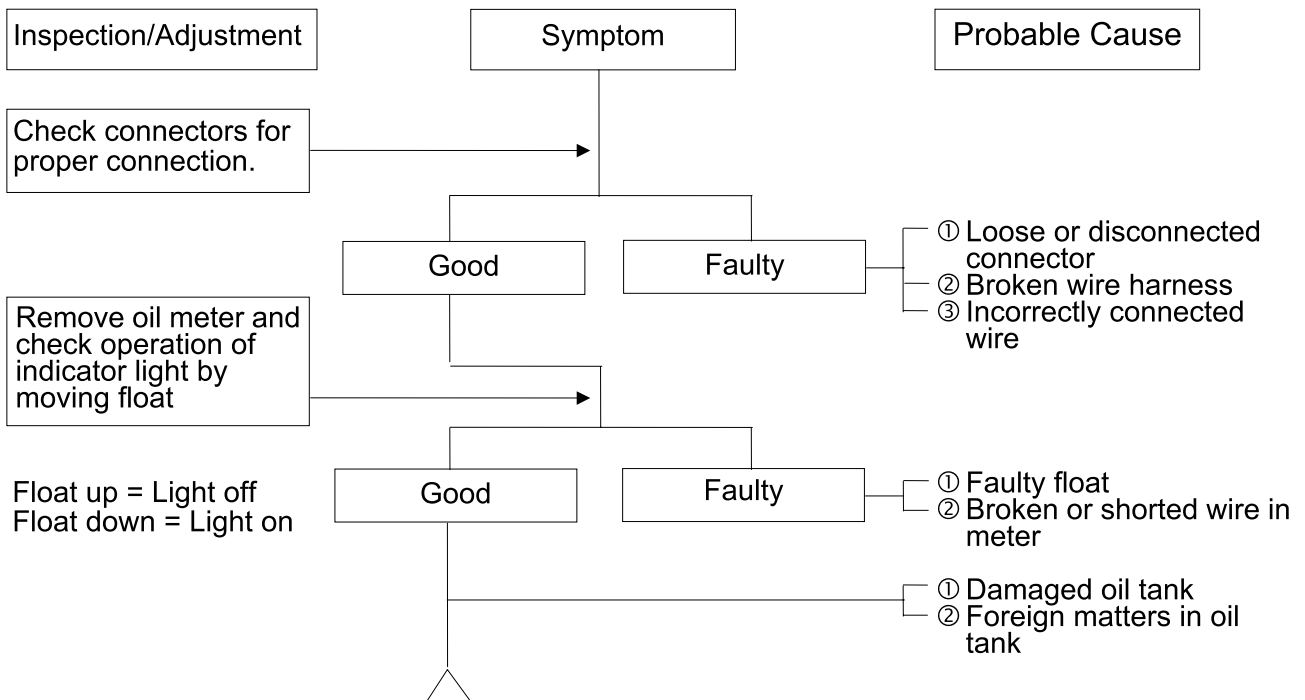 Inspection/Adjustment
Symptom
Probable Cause
Check connectors for
proper connection.
Good
Faulty
① Loose or disconnected
connector
② Broken wire harness
③ Incorrectly connected
wire
Remove oil meter and
check operation of
indicator light by
moving float
Float up = Light off
Float down = Light on
Good
Faulty
① Faulty float
② Broken or shorted wire in
meter
① Damaged oil tank
② Foreign matters in oil
tank